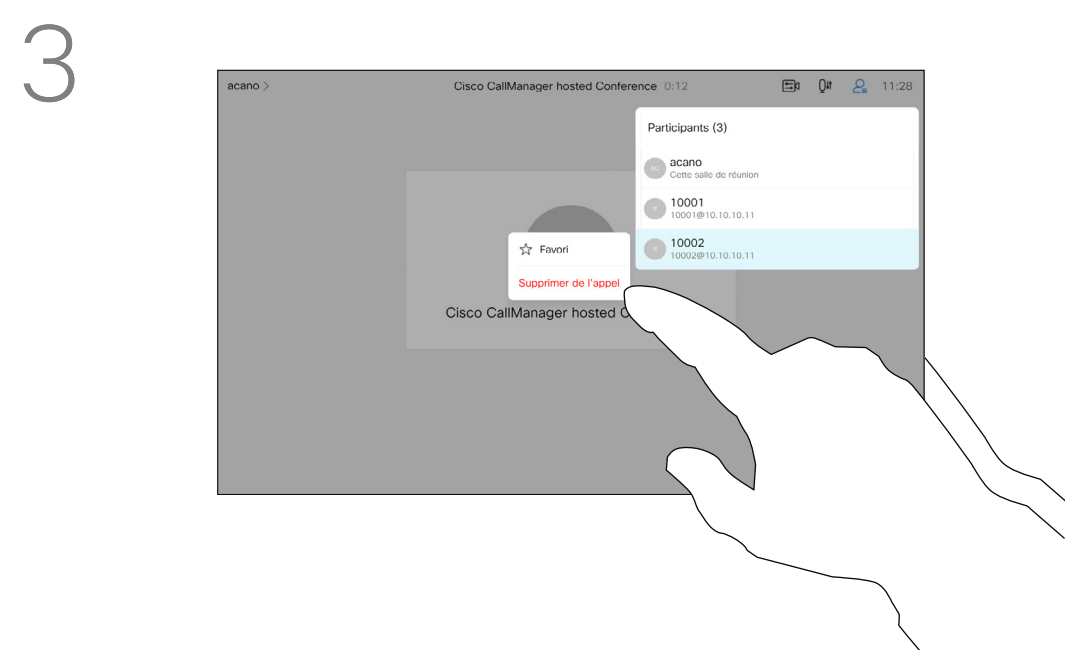 3
acano >
Cisco CallManager hosted Conference 0:12
11:28
Participants (3)
AC
acano
Cette salle de réunion
10001
10001@10.10.10.11
10002
10002@10.10.10.11
Favori
Supprimer de l'appel
Cisco CallManager hosted